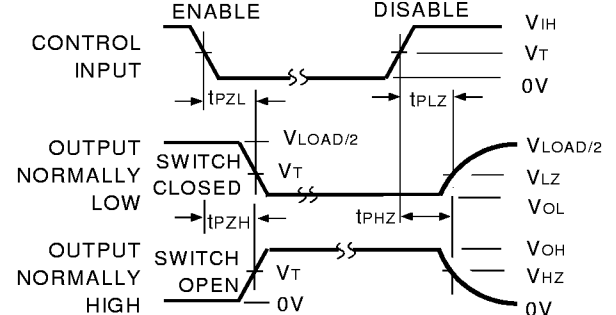 ENABLE DISABLE
CONTROL INPUT
VIH
VT
0V
tPZL tPLZ
OUTPUT NORMALLY LOW
SWITCH CLOSED
VLOAD/2
VT
VLOAD/2
VLZ
VOL
tPZH tPHZ
OUTPUT NORMALLY HIGH
SWITCH OPEN
VT
0V
VOH
VHZ
0V